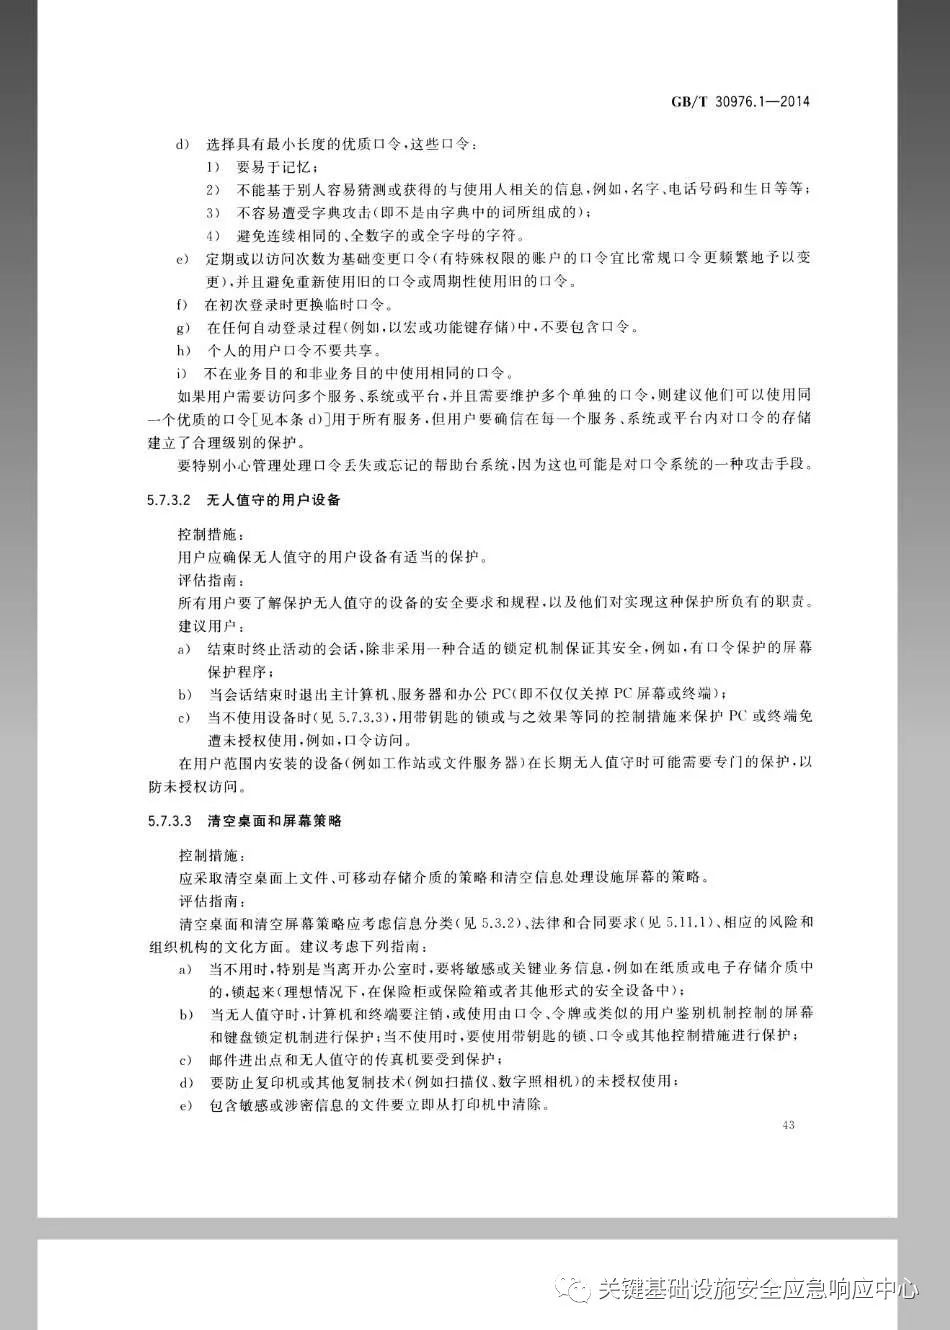 GB/T 30976.1—2014
d) 选择具有最小长度的优质口令,这些口令:
1) 要易于记忆;
2) 不能基于别人容易猜测或获得的与使用人相关的信息,例如,名字、电话号码和生日等等;
3) 不容易遭受字典攻击(即不是由字典中的词所组成的);
4) 避免连续相同的、全数字的或全字母的字符。
e) 定期或以访问次数为基础变更口令(有特殊权限的账户的口令宜比常规口令更频繁地予以变
更),并且避免重新使用旧的口令或周期性使用旧的口令。
f) 在初次登录时更换临时口令。
g) 在任何自动登录过程(例如,以宏或功能键存储)中,不要包含口令。
h) 个人的用户口令不要共享。
i) 不在业务目的和非业务目的中使用相同的口令。
如果用户需要访问多个服务、系统或平台,并且需要维护多个单独的口令,则建议他们可以使用同
一个优质的口令[见本条 d)]用于所有服务,但用户要确信在每一个服务、系统或平台内对口令的存储
建立了合理级别的保护。
要特别小心管理处理口令丢失或忘记的帮助台系统,因为这也可能是对口令系统的一种攻击手段。
5.7.3.2 无人值守的用户设备
控制措施:
用户应确保无人值守的用户设备有适当的保护。
评估指南:
所有用户要了解保护无人值守的设备的安全要求和规程,以及他们对实现这种保护所负有的职责。
建议用户:
a) 结束时终止活动的会话,除非采用一种合适的锁定机制保证其安全,例如,有口令保护的屏幕
保护程序;
b) 当会话结束时退出主计算机、服务器和办公 PC(即不仅仅关掉 PC 屏幕或终端);
c) 当不使用设备时(见 5.7.3.3),用带钥匙的锁或与之效果等同的控制措施来保护 PC 或终端免
遭未授权使用,例如,口令访问。
在用户范围内安装的设备(例如工作站或文件服务器)在长期无人值守时可能需要专门的保护,以
防未授权访问。
5.7.3.3 清空桌面和屏幕策略
控制措施:
应采取清空桌面上文件、可移动存储介质的策略和清空信息处理设施屏幕的策略。
评估指南:
清空桌面和清空屏幕策略应考虑信息分类(见 5.3.2)、法律和合同要求(见 5.11.1)、相应的风险和
组织机构的文化方面。建议考虑下列指南:
a) 当不用时,特别是当离开办公室时,要将敏感或关键业务信息,例如在纸质或电子存储介质中
的,锁起来(理想情况下,在保险柜或保险箱或者其他形式的安全设备中);
b) 当无人值守时,计算机和终端要注销,或使用由口令、令牌或类似的用户鉴别机制控制的屏幕
和键盘锁定机制进行保护;当不使用时,要使用带钥匙的锁、口令或其他控制措施进行保护;
c) 邮件进出点和无人值守的传真机要受到保护;
d) 要防止复印机或其他复制技术(例如扫描仪、数字照相机)的未授权使用;
e) 包含敏感或涉密信息的文件要立即从打印机中清除。
43
关键基础设施安全应急响应中心